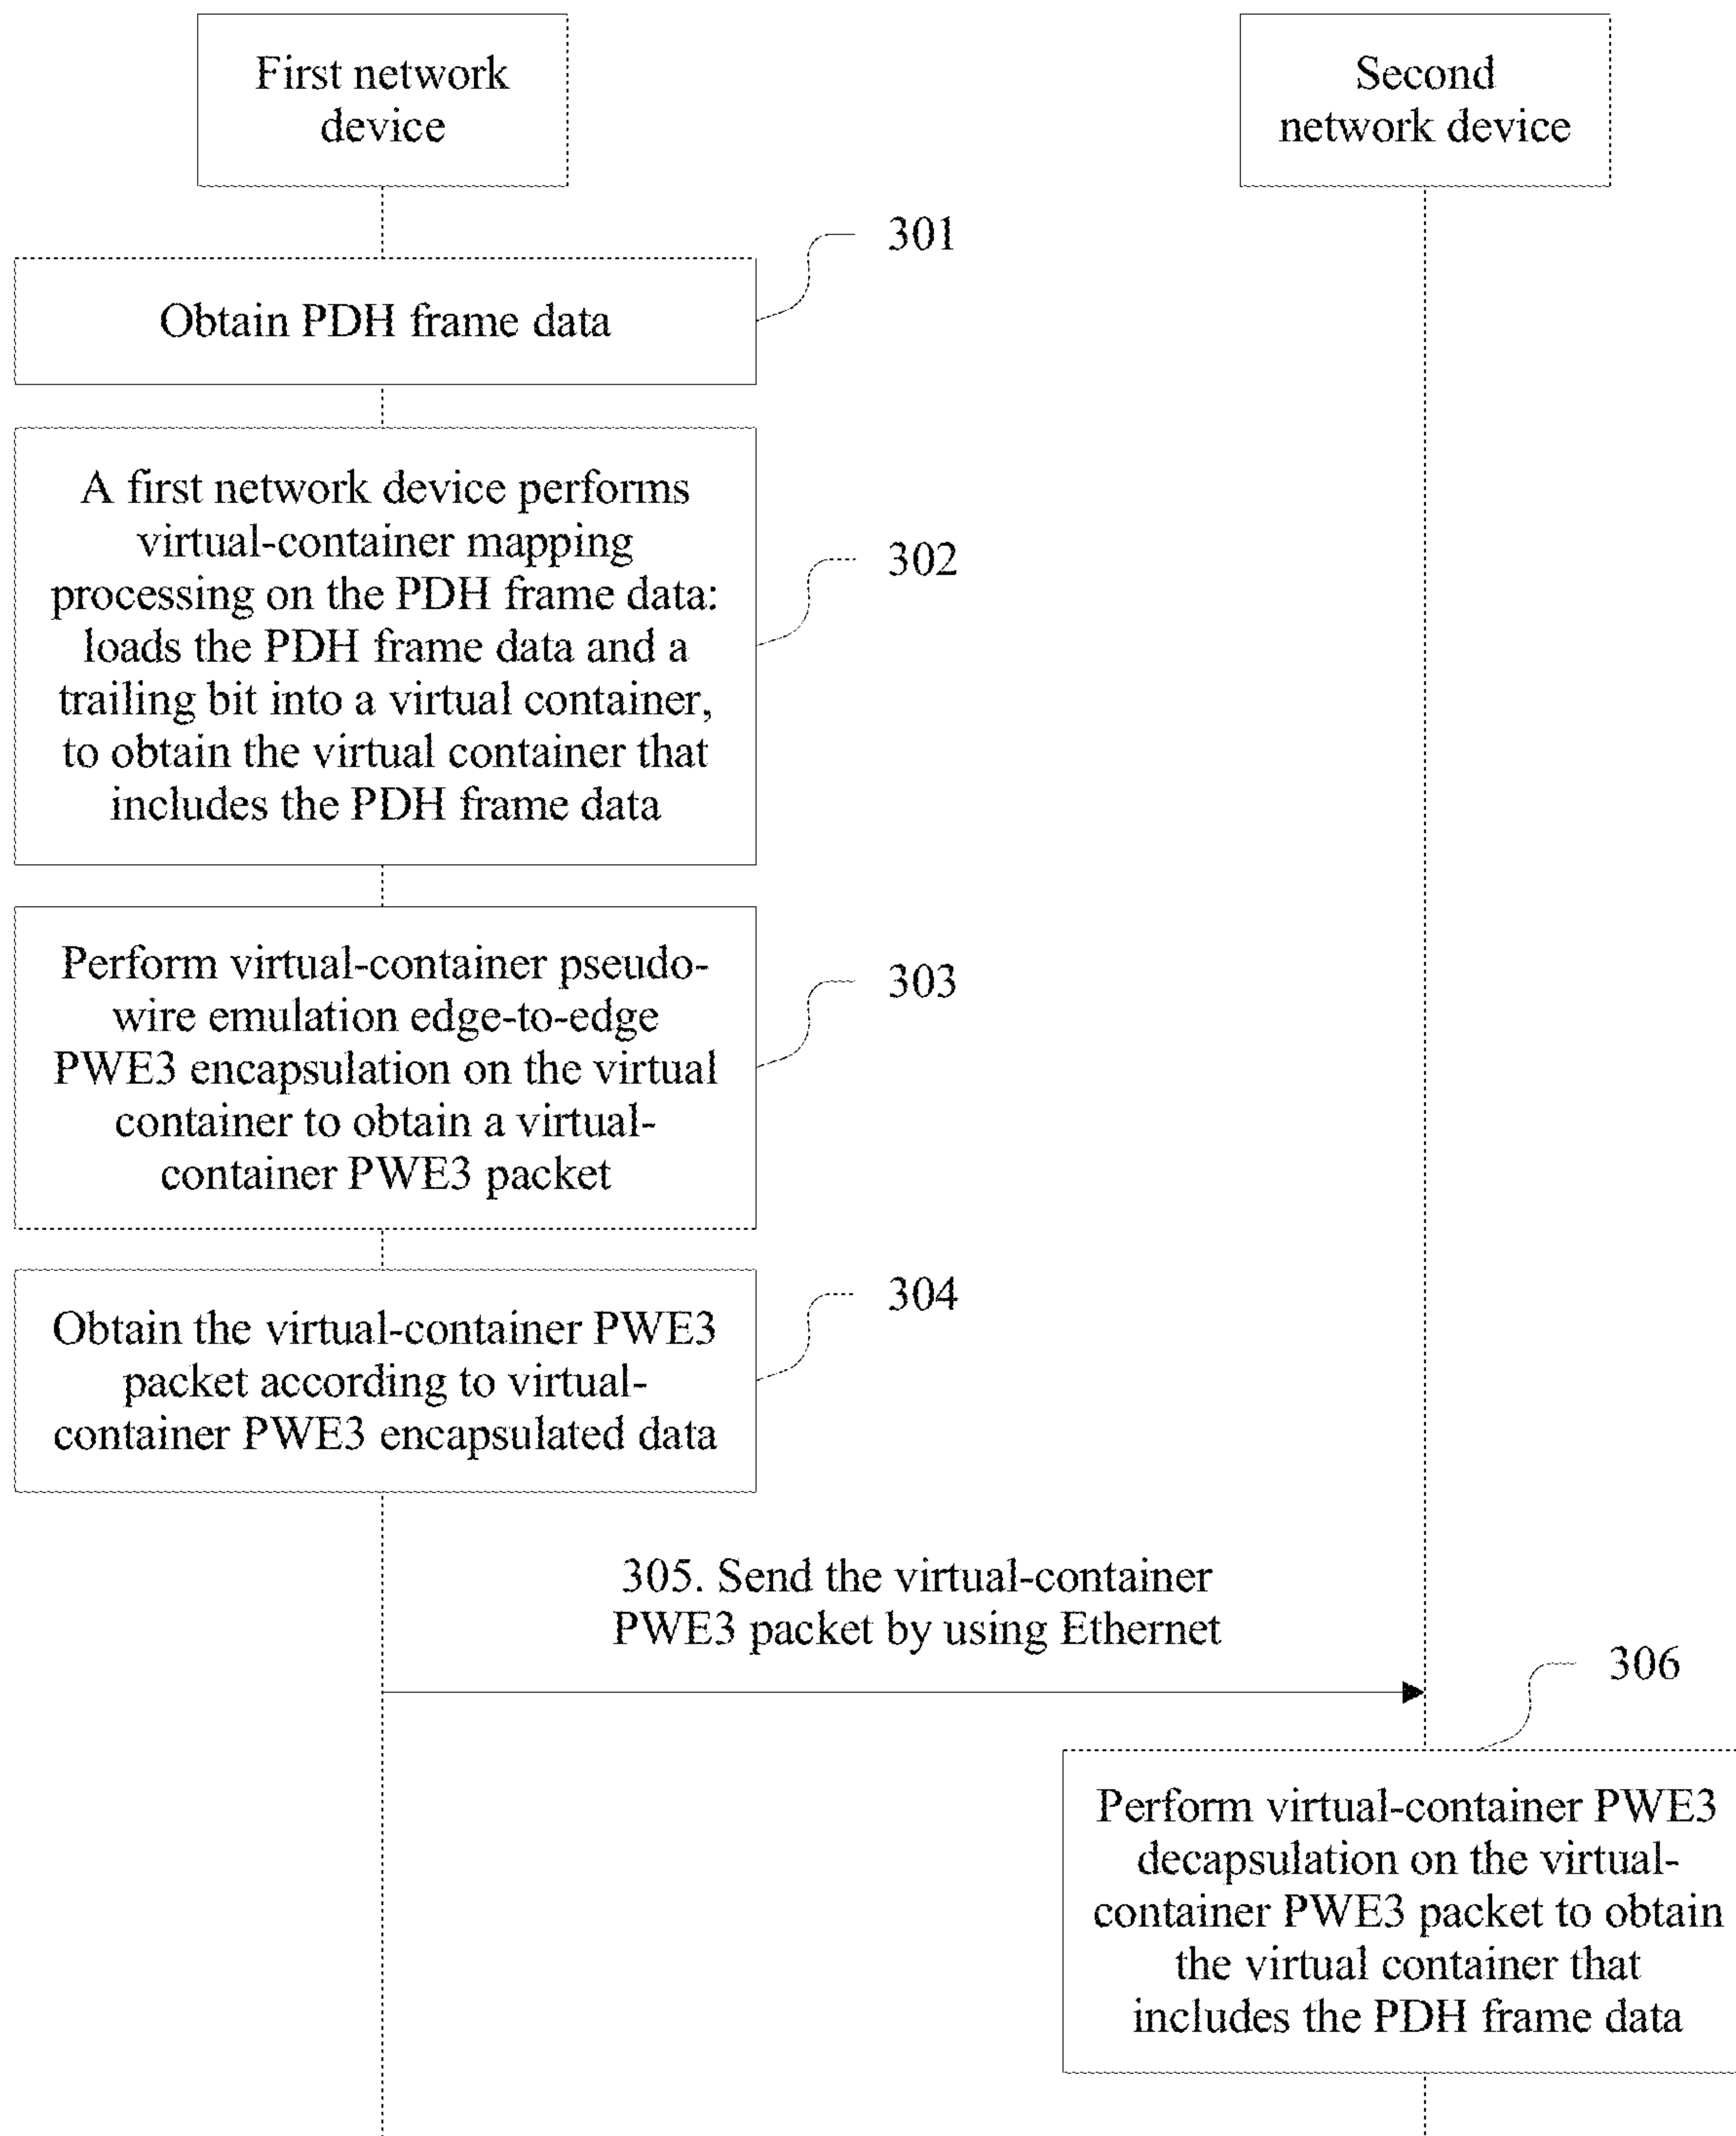 First network
device
Second
network device
301
Obtain PDH frame data
A first network device performs
virtual-container mapping
processing on the PDH frame data:
loads the PDH frame data and a
trailing bit into a virtual container,
to obtain the virtual container that
includes the PDH frame data
302
Perform virtual-container pseudo-
wire emulation edge-to-edge
PWE3 encapsulation on the virtual
container to obtain a virtual-
container PWE3 packet
303
Obtain the virtual-container PWE3
packet according to virtual-
container PWE3 encapsulated data
304
305. Send the virtual-container
PWE3 packet by using Ethernet
306
Perform virtual-container PWE3
decapsulation on the virtual-
container PWE3 packet to obtain
the virtual container that
includes the PDH frame data